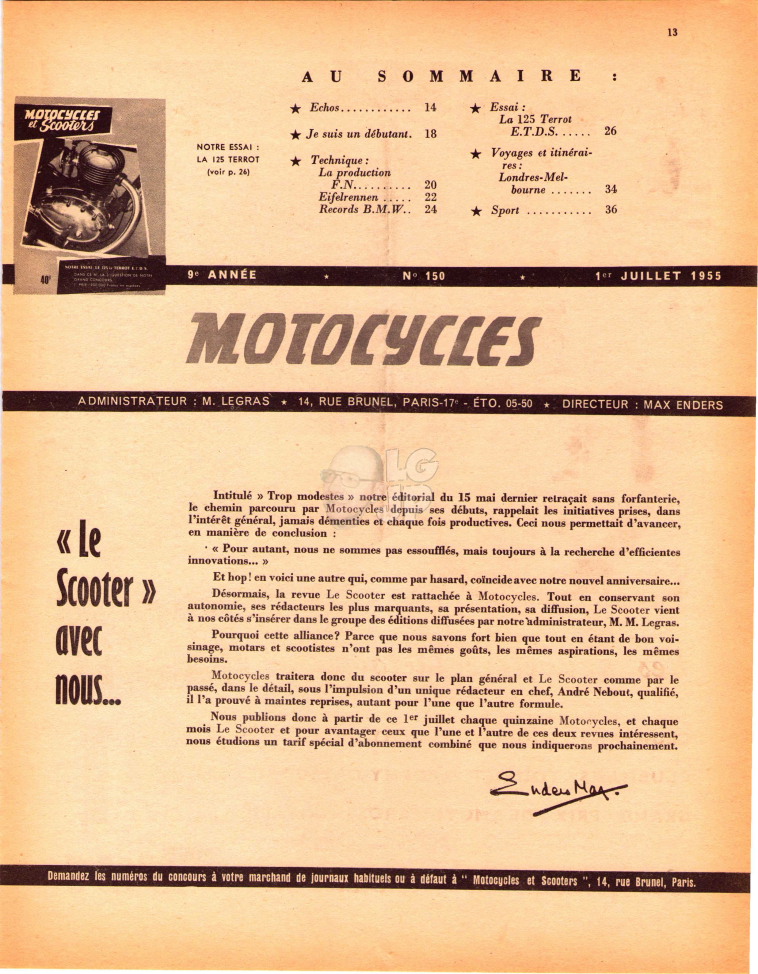 13
AU SOMMAIRE :
★ Echos............ 14
★ Je suis un débutant. 18
★ Technique :
La production
F.N.......... 20
Eifelrennen ..... 22
Records B.M.W.. 24
★ Essai :
La 125 Terrot
E.T.D.S...... 26
★ Voyages et itinérai-
res :
Londres-Mel-
bourne ....... 34
★ Sport ........... 36
MOTOCYCLES
et Scooters
40F
NOTRE ESSAI :
LA 125 TERROT
(voir p. 26)
9e ANNÉE ★ No 150 ★ 1er JUILLET 1955
MOTOCYCLES
ADMINISTRATEUR : M. LEGRAS ★ 14, RUE BRUNEL, PARIS-17e - ÉTO. 05-50 ★ DIRECTEUR : MAX ENDERS
« Le
Scooter »
avec
nous...
LG
Intitulé » Trop modestes » notre éditorial du 15 mai dernier retraçait sans forfanterie,
le chemin parcouru par Motocycles depuis ses débuts, rappelait les initiatives prises, dans
l'intérêt général, jamais démenties et chaque fois productives. Ceci nous permettait d'avancer,
en manière de conclusion :
« Pour autant, nous ne sommes pas essoufflés, mais toujours à la recherche d'efficientes
innovations... »
Et hop! en voici une autre qui, comme par hasard, coïncide avec notre nouvel anniversaire...
Désormais, la revue Le Scooter est rattachée à Motocycles. Tout en conservant son
autonomie, ses rédacteurs les plus marquants, sa présentation, sa diffusion, Le Scooter vient
à nos côtés s'insérer dans le groupe des éditions diffusées par notre administrateur, M. M. Legras.
Pourquoi cette alliance? Parce que nous savons fort bien que tout en étant de bon voi-
sinage, motars et scootistes n'ont pas les mêmes goûts, les mêmes aspirations, les mêmes
besoins.
Motocycles traitera donc du scooter sur le plan général et Le Scooter comme par le
passé, dans le détail, sous l'impulsion d'un unique rédacteur en chef, André Nebout, qualifié,
il l'a prouvé à maintes reprises, autant pour l'une que l'autre formule.
Nous publions donc à partir de ce 1er juillet chaque quinzaine Motocycles, et chaque
mois Le Scooter et pour avantager ceux que l'une et l'autre de ces deux revues intéressent,
nous étudions un tarif spécial d'abonnement combiné que nous indiquerons prochainement.
Enders Max.
Demandez les numéros du concours à votre marchand de journaux habituels ou à défaut à " Motocycles et Scooters ", 14, rue Brunel, Paris.